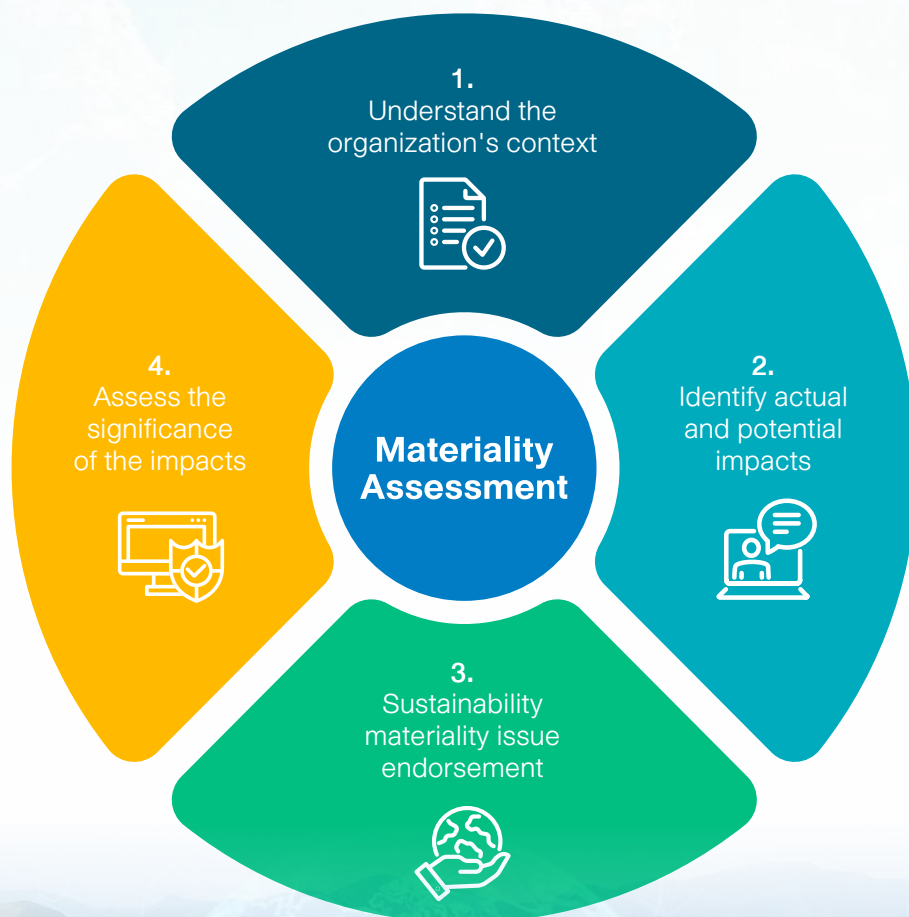 1.
Understand the
organization's context
2.
Identify actual
and potential
impacts
3.
Sustainability
materiality issue
endorsement
4.
Assess the
significance
of the impacts
Materiality
Assessment